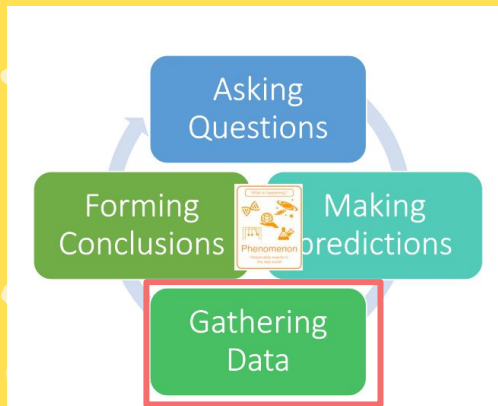 Asking
Questions
Forming
Conclusions
Phenomenon
Making
predictions
Gathering
Data